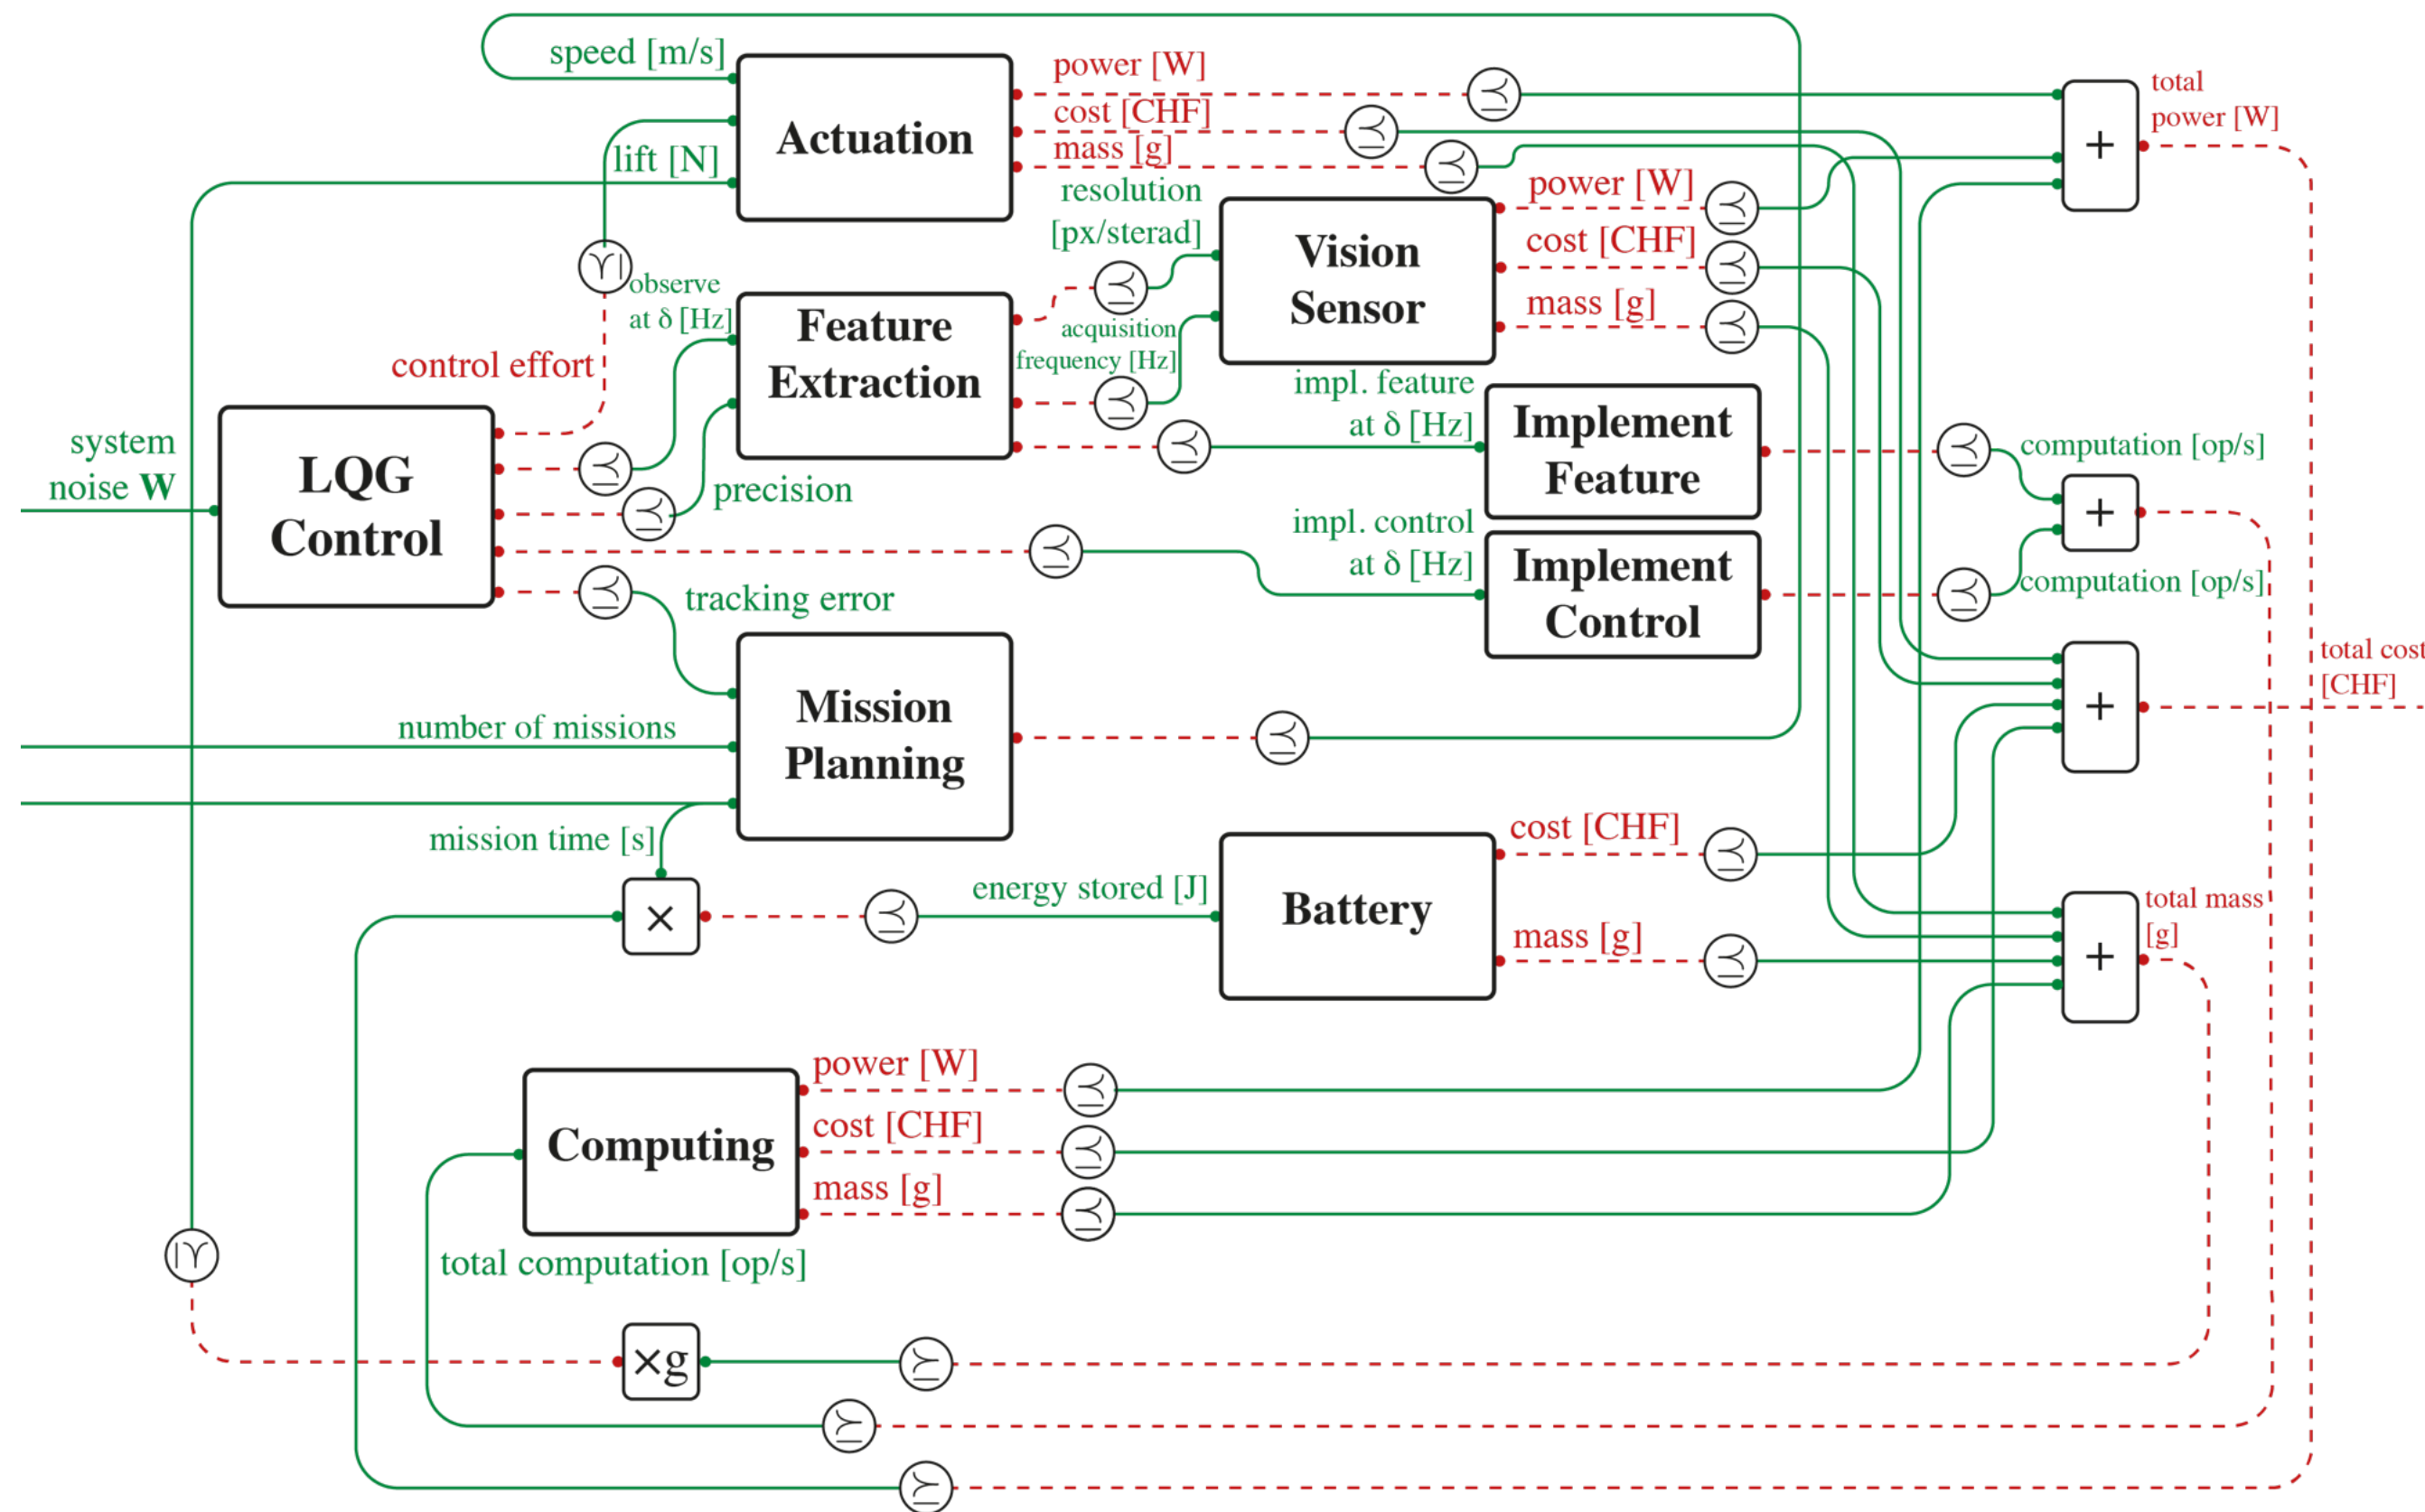 speed [m/s]
lift [N]
Actuation
power [W]
cost [CHF]
mass [g]
+
total
power [W]
resolution
[px/sterad]
Vision
Sensor
power [W]
cost [CHF]
mass [g]
observe
at δ [Hz]
Feature
Extraction
acquisition
frequency [Hz]
control effort
system
noise W
LQG
Control
precision
impl. feature
at δ [Hz]
Implement
Feature
computation [op/s]
+
computation [op/s]
impl. control
at δ [Hz]
Implement
Control
tracking error
number of missions
Mission
Planning
mission time [s]
+
total cost
[CHF]
×
energy stored [J]
Battery
cost [CHF]
mass [g]
+
total mass
[g]
Computing
power [W]
cost [CHF]
mass [g]
total computation [op/s]
×g